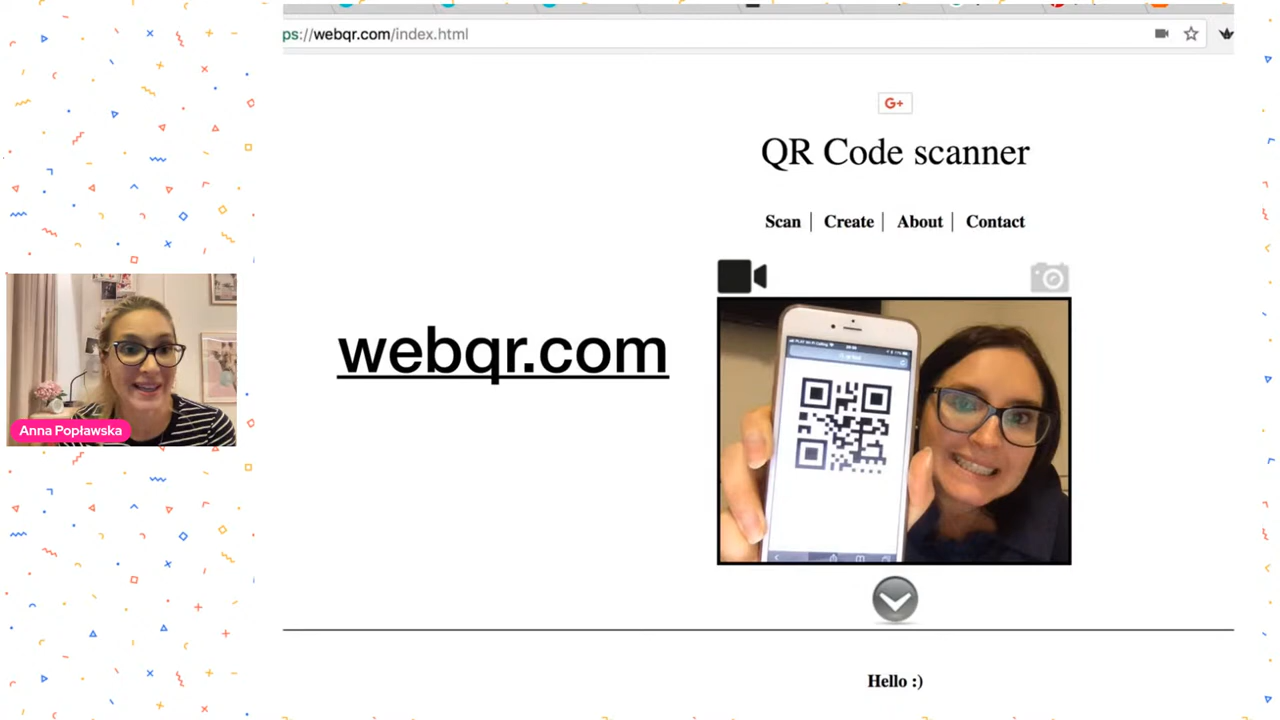 ps://webqr.com/index.html
G+
QR Code scanner
Scan | Create | About | Contact
webqr.com
Anna Popławska
Hello :)